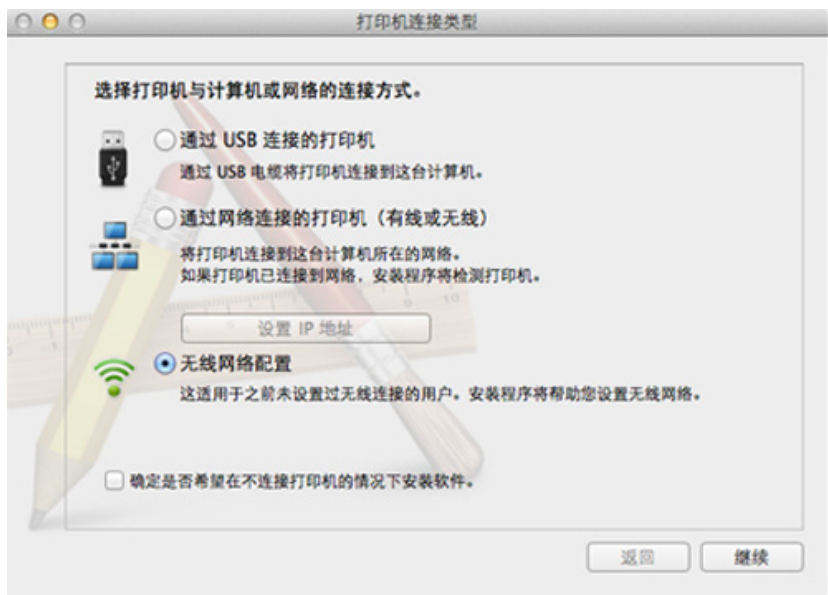 打印机连接类型
选择打印机与计算机或网络的连接方式。
通过 USB 连接的打印机
通过 USB 电缆将打印机连接到这台计算机。
通过网络连接的打印机（有线或无线）
将打印机连接到这台计算机所在的网络。
如果打印机已连接到网络，安装程序将检测打印机。
设置 IP 地址
无线网络配置
这适用于之前未设置过无线连接的用户。安装程序将帮助您设置无线网络。
确定是否希望在不连接打印机的情况下安装软件。
返回
继续